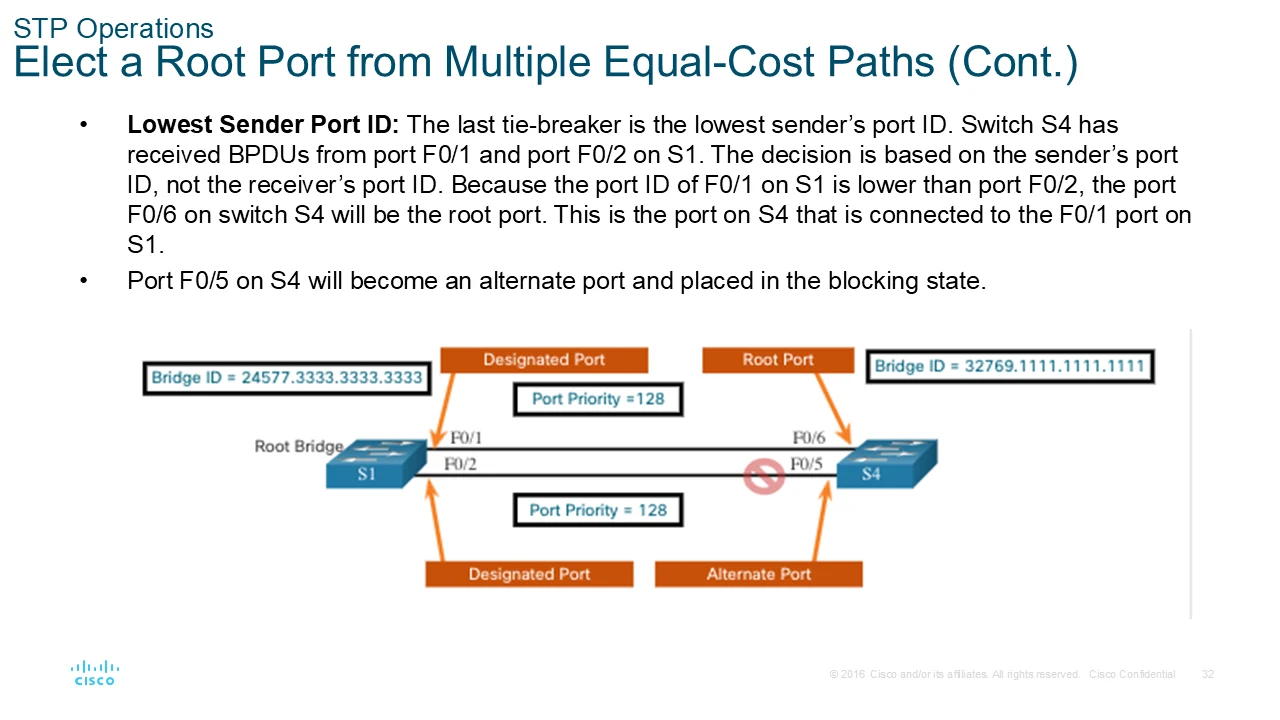 STP Operations
Elect a Root Port from Multiple Equal-Cost Paths (Cont.)
• Lowest Sender Port ID: The last tie-breaker is the lowest sender’s port ID. Switch S4 has
received BPDUs from port F0/1 and port F0/2 on S1. The decision is based on the sender’s port
ID, not the receiver’s port ID. Because the port ID of F0/1 on S1 is lower than port F0/2, the port
F0/6 on switch S4 will be the root port. This is the port on S4 that is connected to the F0/1 port on
S1.
• Port F0/5 on S4 will become an alternate port and placed in the blocking state.
Designated Port
Root Port
Bridge ID = 24577.3333.3333.3333
Bridge ID = 32769.1111.1111.1111
Port Priority =128
Root Bridge
F0/1
F0/6
F0/2
F0/5
S1
S4
Port Priority = 128
Designated Port
Alternate Port
CISCO
© 2016 Cisco and/or its affiliates. All rights reserved. Cisco Confidential
32